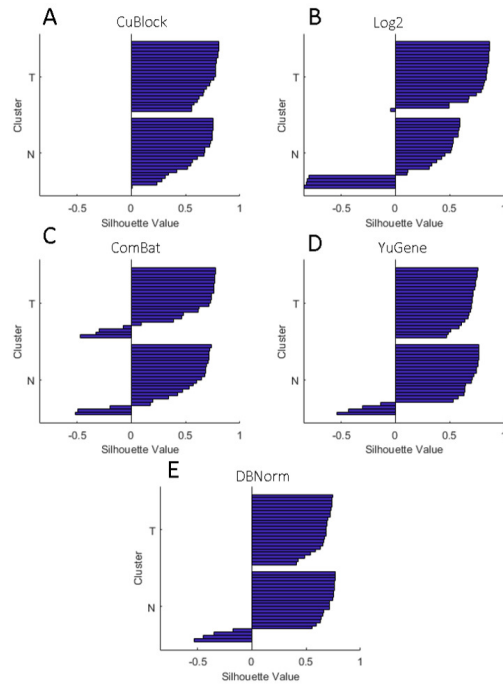 A
CuBlock
T
Cluster
N
-0.5 0 0.5 1
Silhouette Value
B
Log2
T
Cluster
N
-0.5 0 0.5 1
Silhouette Value
C
ComBat
T
Cluster
N
-0.5 0 0.5 1
Silhouette Value
D
YuGene
T
Cluster
N
-0.5 0 0.5 1
Silhouette Value
E
DBNorm
T
Cluster
N
-0.5 0 0.5 1
Silhouette Value